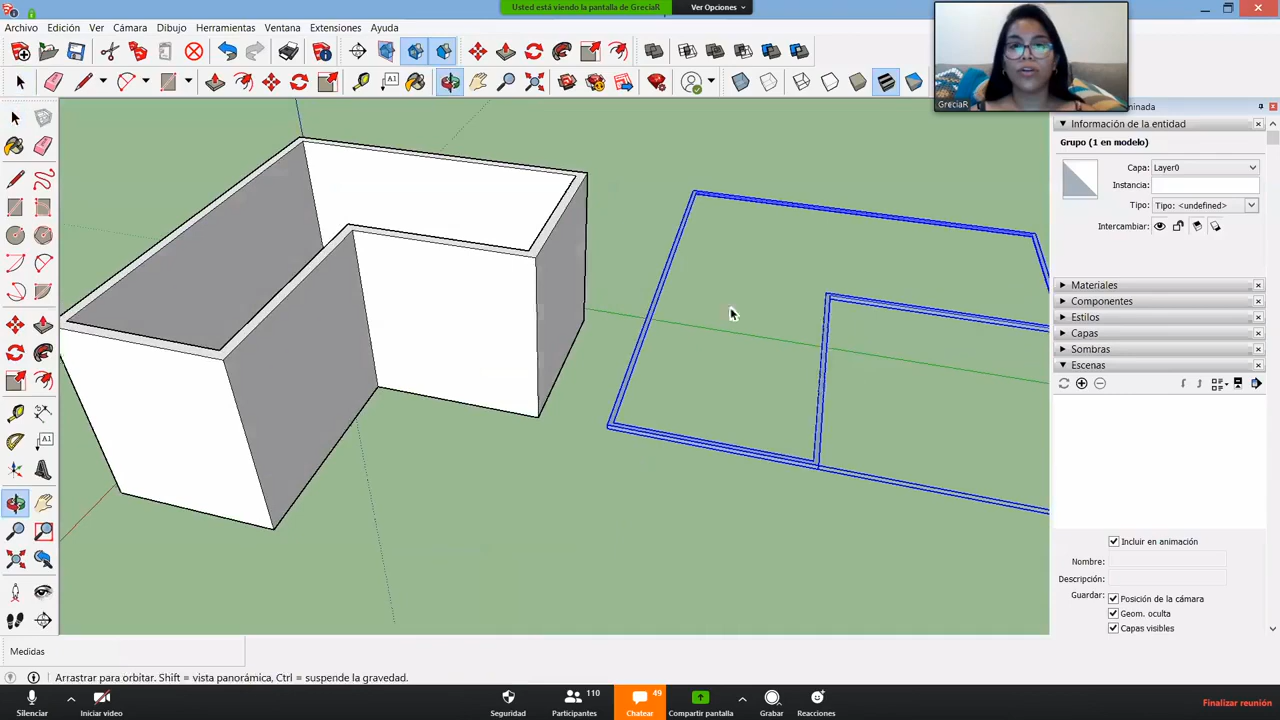 Usted está viendo la pantalla de GreciaR
Ver Opciones
Archivo Edición Ver Cámara Dibujo Herramientas Ventana Extensiones Ayuda
GreciaR
minada
Información de la entidad
Grupo (1 en modelo)
Capa: Layer0
Instancia:
Tipo: Tipo: <undefined>
Intercambiar:
Materiales
Componentes
Estilos
Capas
Sombras
Escenas
Incluir en animación
Nombre:
Descripción:
Guardar: Posición de la cámara
Geom. oculta
Capas visibles
Medidas
Arrastrar para orbitar. Shift = vista panorámica, Ctrl = suspende la gravedad.
Silenciar
Iniciar video
Seguridad
110
Participantes
49
Chatear
Compartir pantalla
Grabar
Reacciones
Finalizar reunión